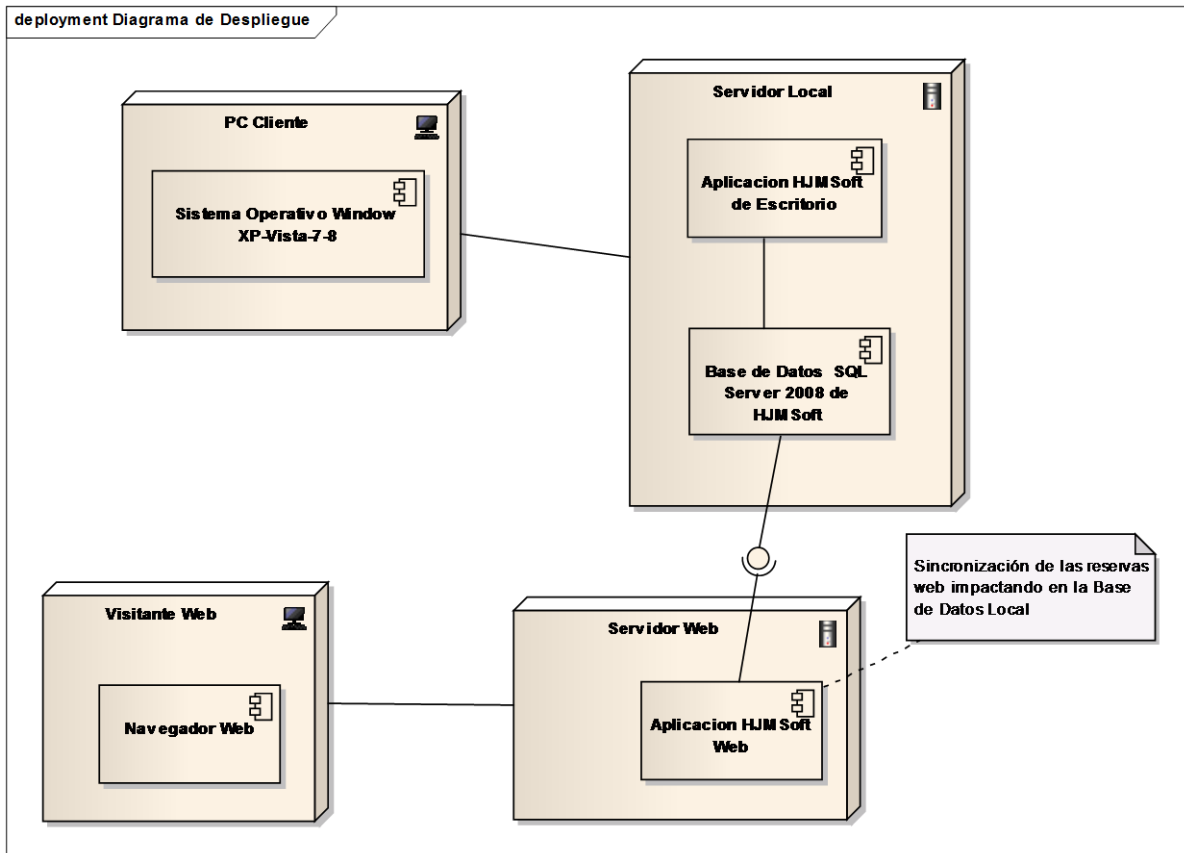 deployment Diagrama de Despliegue
PC Cliente
Sistema Operativo Window
XP-Vista-7-8
Servidor Local
Aplicacion HJMSoft
de Escritorio
Base de Datos SQL
Server 2008 de
HJMSoft
Sincronización de las reservas
web impactando en la Base
de Datos Local
Visitante Web
Navegador Web
Servidor Web
Aplicacion HJMSoft
Web